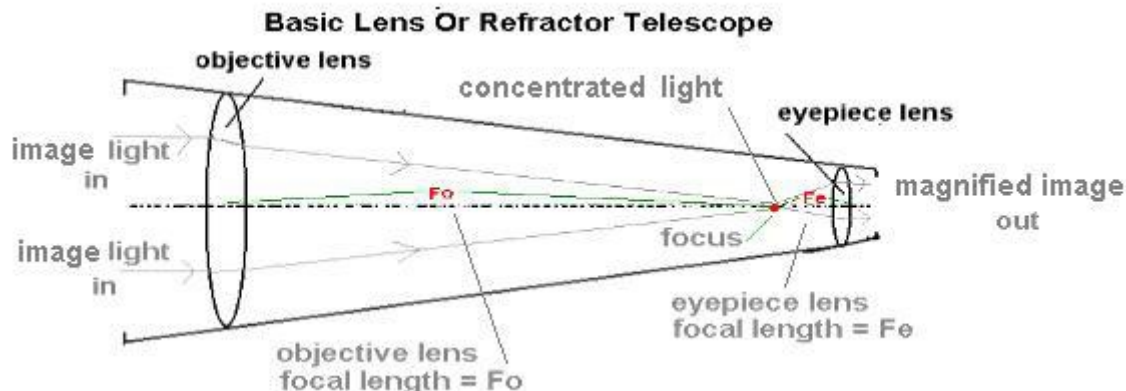 Basic Lens Or Refractor Telescope
objective lens
concentrated light
eyepiece lens
image light
in
Fo
Fe
magnified image
out
focus
image light
in
eyepiece lens
focal length = Fe
objective lens
focal length = Fo